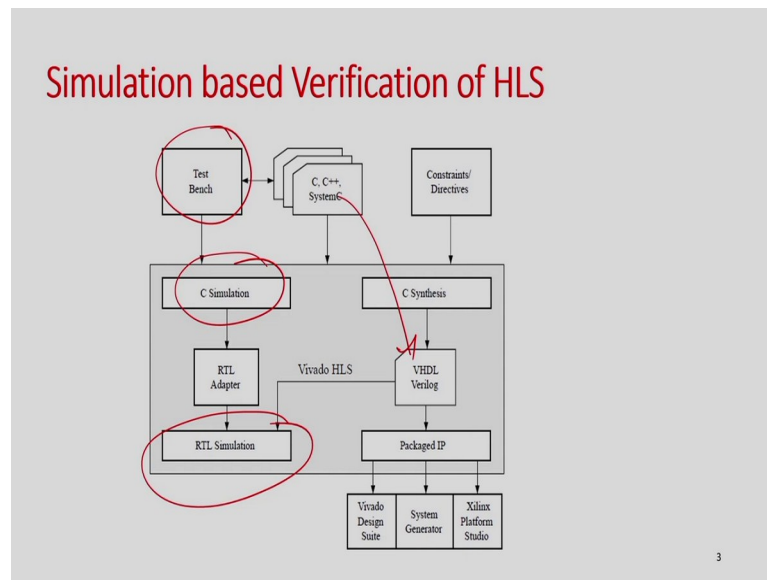 Simulation based Verification of HLS
Test
Bench
C, C++,
SystemC
Constraints/
Directives
C Simulation
C Synthesis
RTL
Adapter
Vivado HLS
VHDL
Verilog
RTL Simulation
Packaged IP
Vivado
Design
Suite
System
Generator
Xilinx
Platform
Studio
3